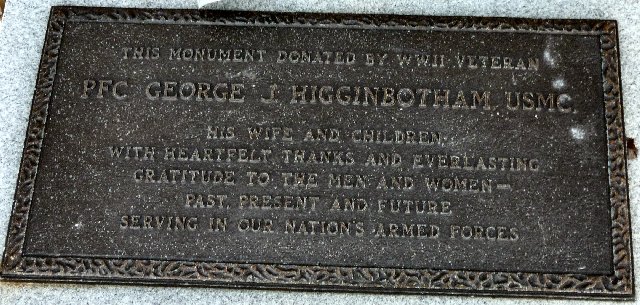 THIS MONUMENT DONATED BY WWII VETERAN
PFC GEORGE J. HIGGINBOTHAM, USMC,
HIS WIFE AND CHILDREN,
WITH HEARTFELT THANKS AND EVERLASTING
GRATITUDE TO THE MEN AND WOMEN—
PAST, PRESENT AND FUTURE
SERVING IN OUR NATION'S ARMED FORCES